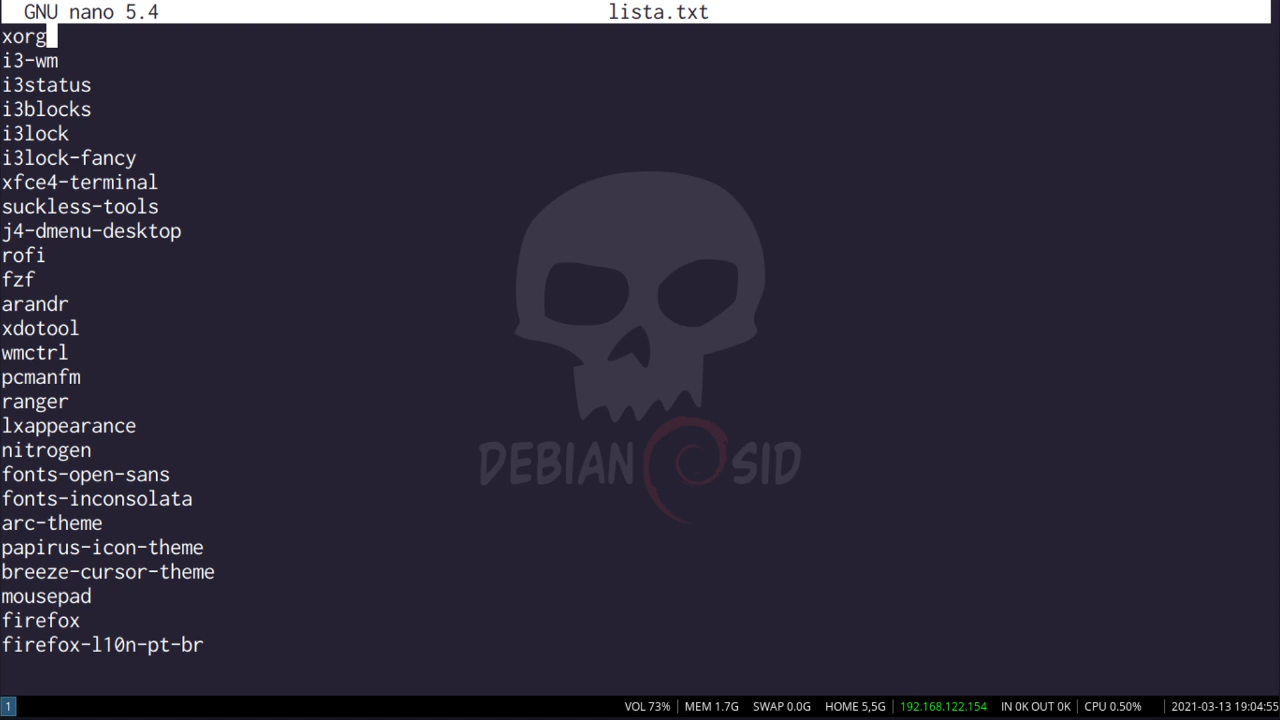 GNU nano 5.4 lista.txt
xorg
i3-wm
i3status
i3blocks
i3lock
i3lock-fancy
xfce4-terminal
suckless-tools
j4-dmenu-desktop
rofi
fzf
arandr
xdotool
wmctrl
pcmanfm
ranger
lxappearance
nitrogen
fonts-open-sans
fonts-inconsolata
arc-theme
papirus-icon-theme
breeze-cursor-theme
mousepad
firefox
firefox-l10n-pt-br
DEBIAN SID
1 VOL 73% MEM 1.7G SWAP 0.0G HOME 5,5G 192.168.122.154 IN 0K OUT 0K CPU 0.50% 2021-03-13 19:04:55